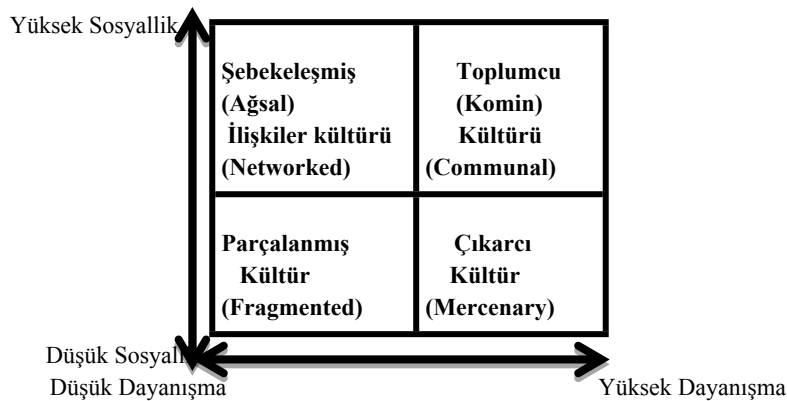 Yüksek Sosyallik
Şebekeleşmiş
(Ağsal)
İlişkiler kültürü
(Networked)
Toplumcu
(Komin)
Kültürü
(Communal)
Parçalanmış
Kültür
(Fragmented)
Çıkarcı
Kültür
(Mercenary)
Düşük Sosyalli
Düşük Dayanışma
Yüksek Dayanışma